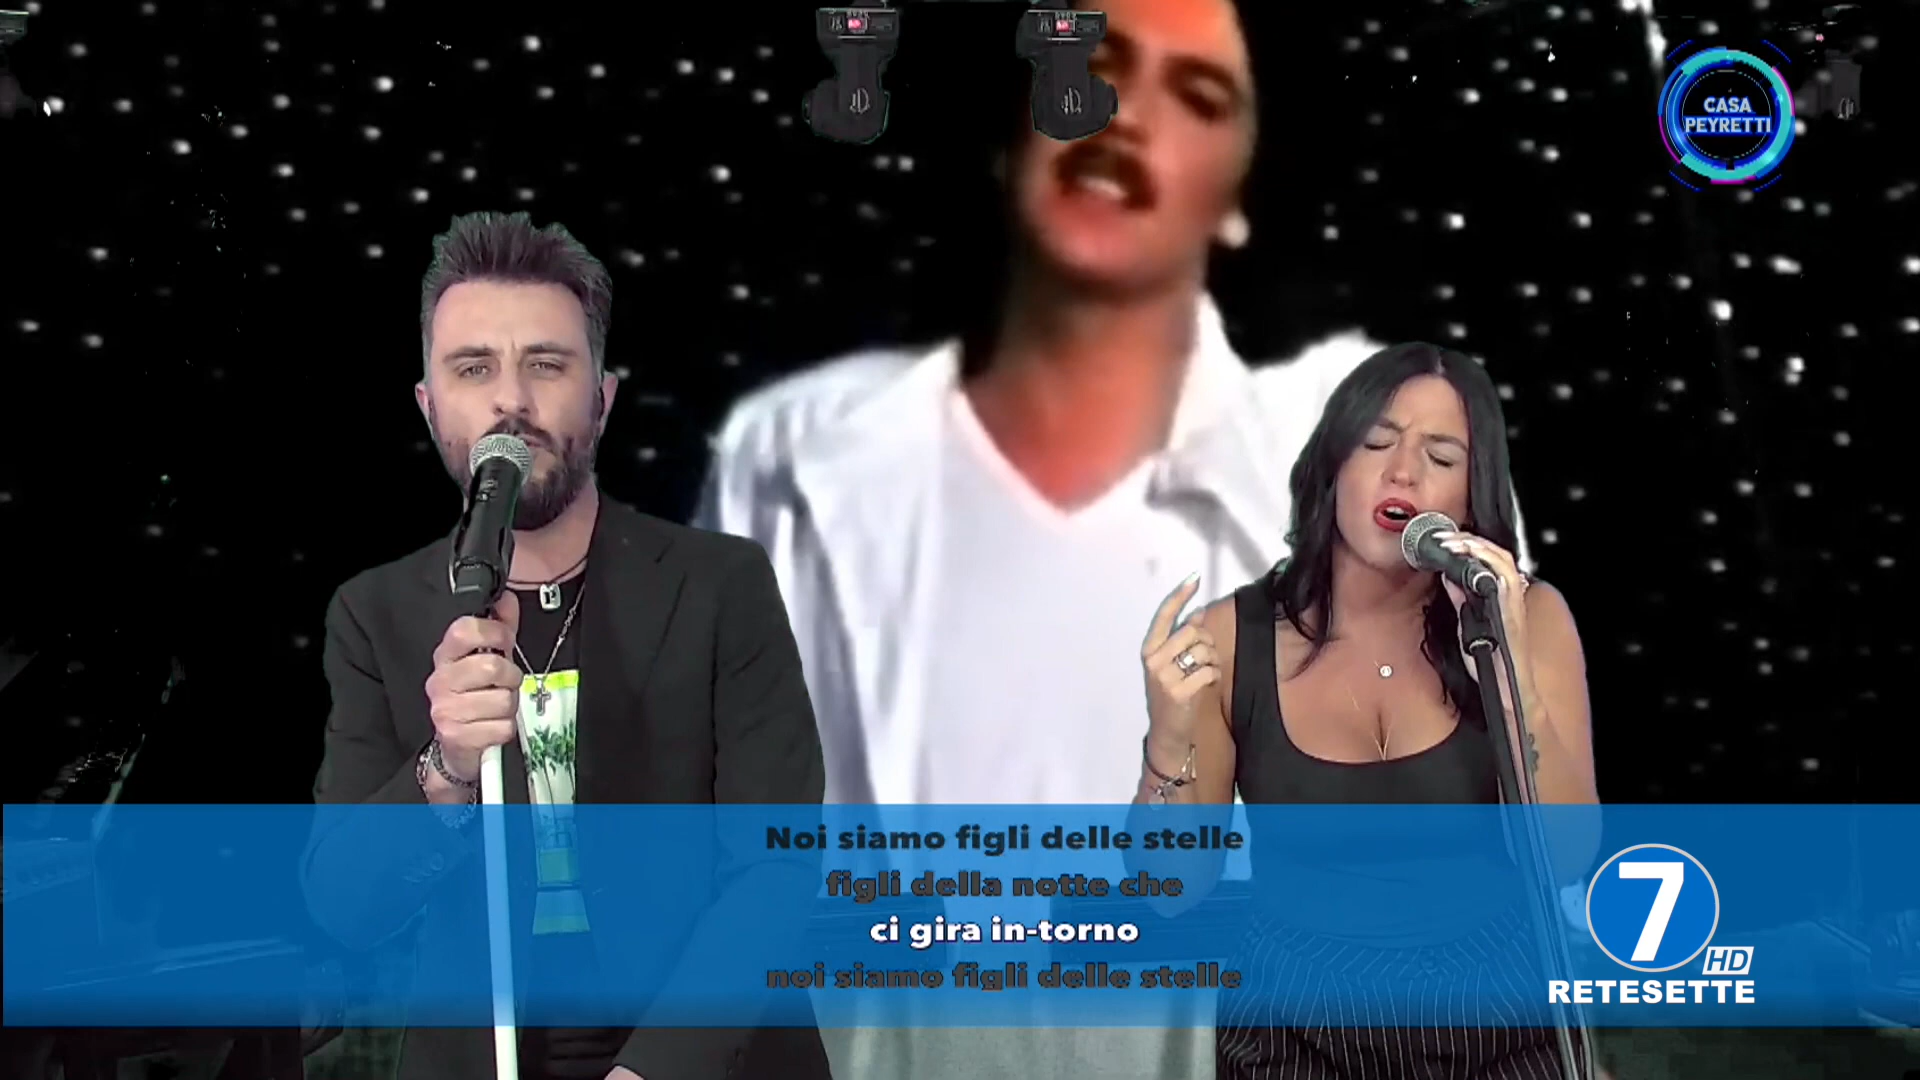 CASA
PEYRETTI
Noi siamo figli delle stelle
figli della notte che
ci gira in-torno
noi siamo figli delle stelle
7
HD
RETESETTE